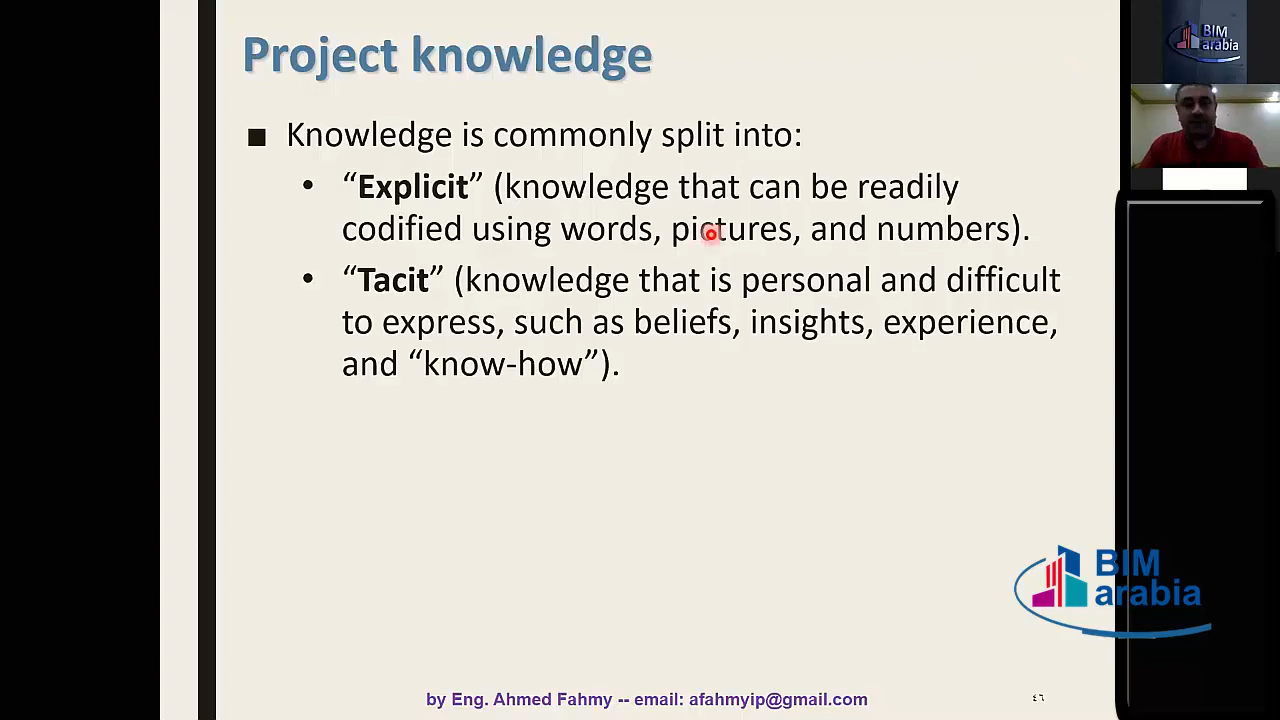 Project knowledge
■ Knowledge is commonly split into:
• “Explicit” (knowledge that can be readily
codified using words, pictures, and numbers).
• “Tacit” (knowledge that is personal and difficult
to express, such as beliefs, insights, experience,
and “know-how”).
BIM
arabia
BIM
arabia
by Eng. Ahmed Fahmy -- email: afahmyip@gmail.com
٤٦